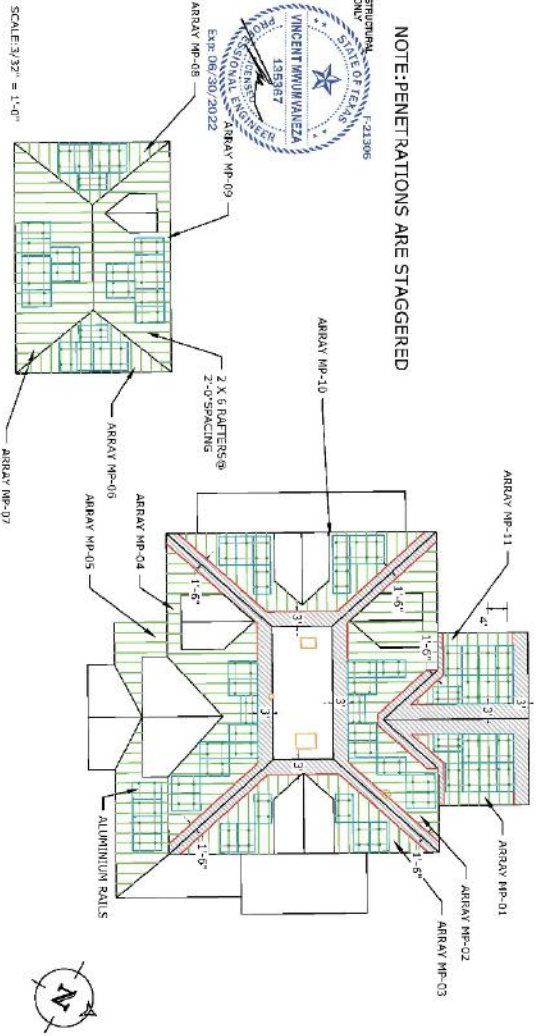 NOTE:PENETRATIONS ARE STAGGERED
STRUCTURAL
ONLY
F-21306
STATE OF TEXAS
VINCENT MWUMVANEZA
135367
LICENSED
PROFESSIONAL ENGINEER
Exp: 06/30/2022
ARRAY MP-08
ARRAY MP-09
2 X 6 RAFTERS@
2'-0"SPACING
ARRAY MP-06
ARRAY MP-07
SCALE:3/32" = 1'-0"
ARRAY MP-11
4'
3'
3'
ARRAY MP-01
ARRAY MP-10
1'-6"
1'-6"
1'-6"
3'
3'
3'
3'
1'-6"
1'-6"
1'-6"
ARRAY MP-02
ARRAY MP-03
ARRAY MP-04
ARRAY MP-05
ALUMINIUM RAILS
N